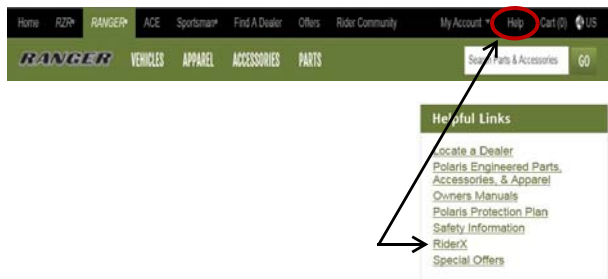 Home RZR® RANGER® ACE Sportsman® Find A Dealer Offers Rider Community My Account Help Cart (0) US
RANGER VEHICLES APPAREL ACCESSORIES PARTS Search Parts & Accessories GO
Helpful Links
Locate a Dealer
Polaris Engineered Parts,
Accessories, & Apparel
Owners Manuals
Polaris Protection Plan
Safety Information
RiderX
Special Offers